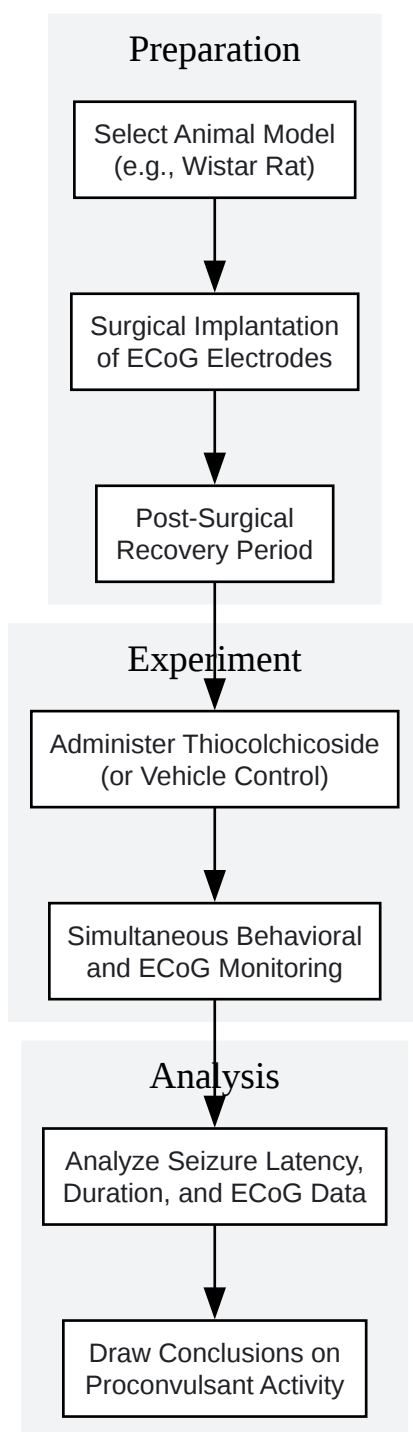 Preparation
Select Animal Model
(e.g., Wistar Rat)
Surgical Implantation
of ECoG Electrodes
Post-Surgical
Recovery Period
Experiment
Administer Thiocolchicoside
(or Vehicle Control)
Simultaneous Behavioral
and ECoG Monitoring
Analysis
Analyze Seizure Latency,
Duration, and ECoG Data
Draw Conclusions on
Proconvulsant Activity